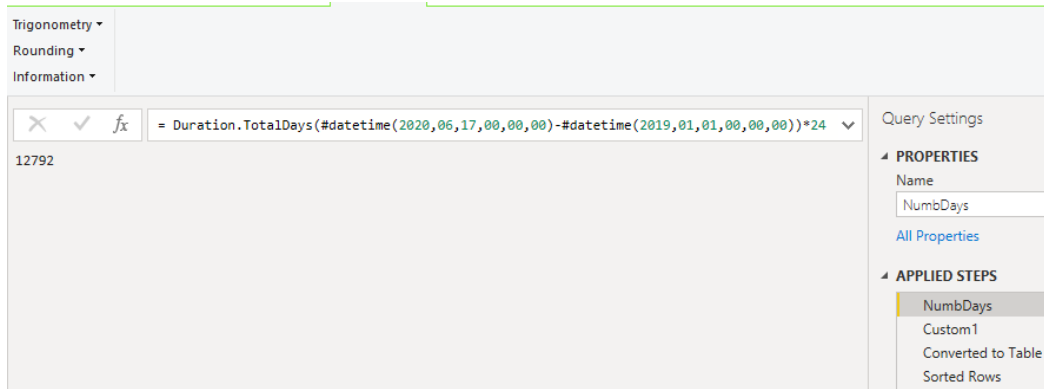 Trigonometry
Rounding
Information
fx = Duration.TotalDays(#datetime(2020,06,17,00,00,00)-#datetime(2019,01,01,00,00,00))*24
12792
Query Settings
PROPERTIES
Name
NumbDays
All Properties
APPLIED STEPS
NumbDays
Custom1
Converted to Table
Sorted Rows